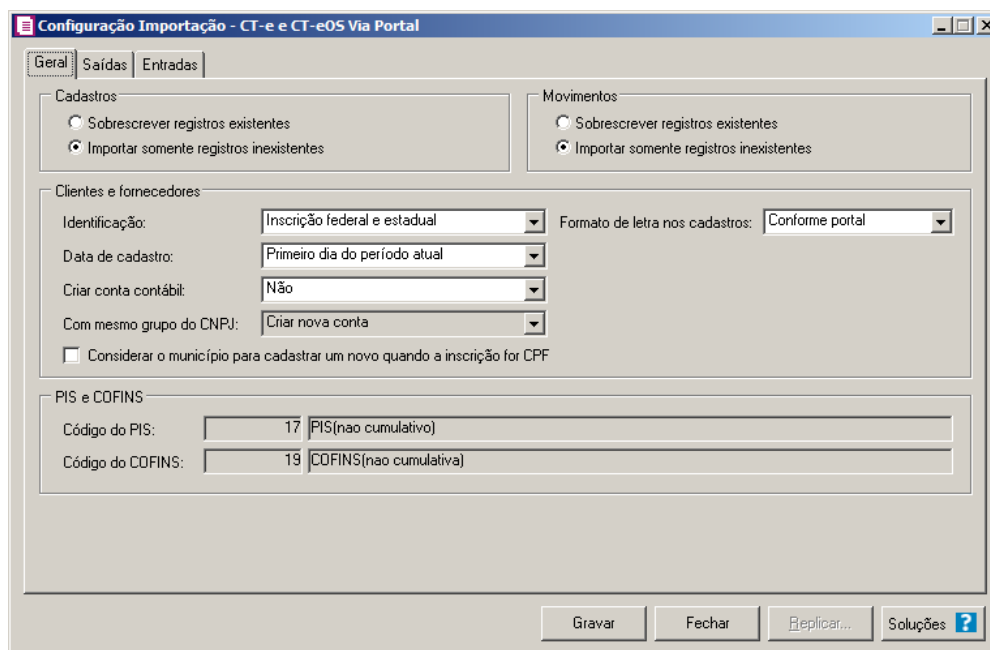 Configuração Importação - CT-e e CT-eOS Via Portal
Geral Saídas Entradas
Cadastros
Sobrescrever registros existentes
Importar somente registros inexistentes
Movimentos
Sobrescrever registros existentes
Importar somente registros inexistentes
Clientes e fornecedores
Identificação: Inscrição federal e estadual Formato de letra nos cadastros: Conforme portal
Data de cadastro: Primeiro dia do período atual
Criar conta contábil: Não
Com mesmo grupo do CNPJ: Criar nova conta
Considerar o município para cadastrar um novo quando a inscrição for CPF
PIS e COFINS
Código do PIS: 17 PIS(nao cumulativo)
Código do COFINS: 19 COFINS(nao cumulativa)
Gravar Fechar Replicar... Soluções ?